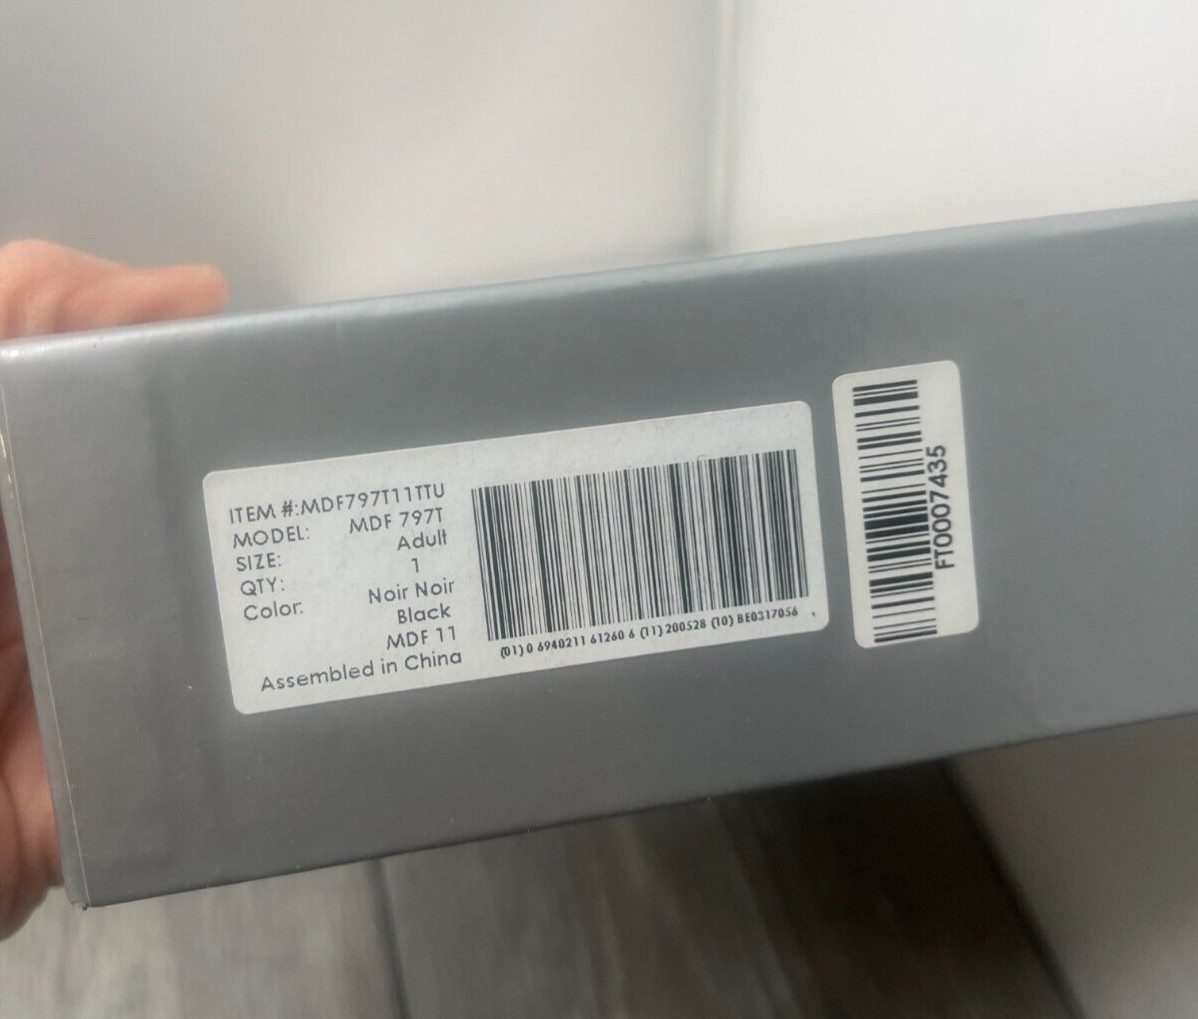 ITEM #:MDF797T11TTU
MODEL: MDF 797T
SIZE: Adult
QTY: 1
Color: Noir Noir
Black
MDF 11
Assembled in China
(01) 0 6940211 61260 6 (11) 200528 (10) BE0317056
FT0007435